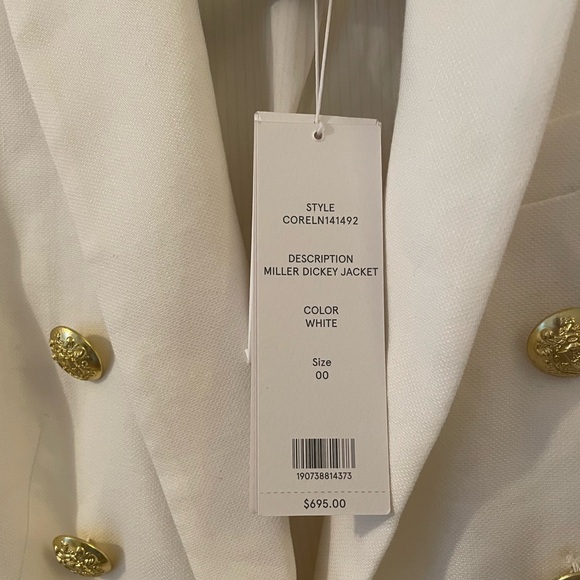 STYLE
CORELN141492
DESCRIPTION
MILLER DICKEY JACKET
COLOR
WHITE
Size
00
190738814373
$695.00